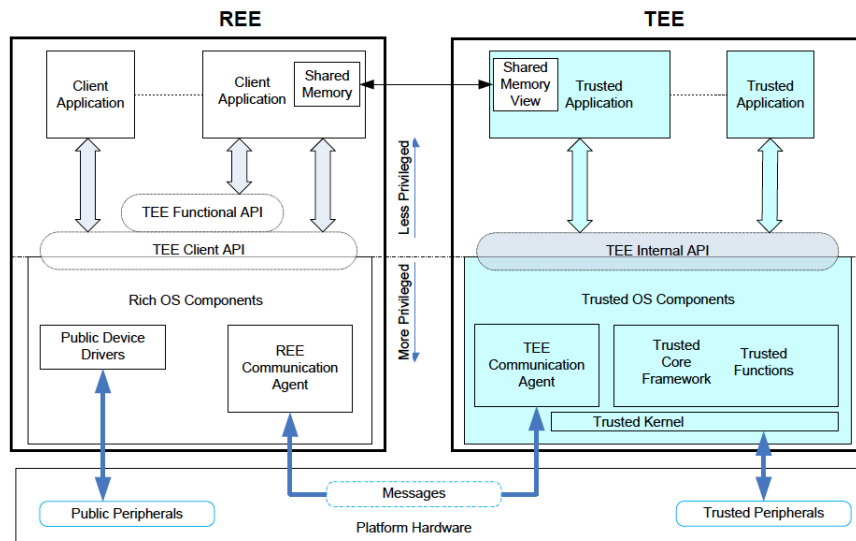 REE
TEE
Client
Application
Client
Application
Shared
Memory
Shared
Memory
View
Trusted
Application
Trusted
Application
Less Privileged
TEE Functional API
TEE Client API
TEE Internal API
More Privileged
Rich OS Components
Trusted OS Components
Public Device
Drivers
REE
Communication
Agent
TEE
Communication
Agent
Trusted
Core
Framework
Trusted
Functions
Trusted Kernel
Messages
Public Peripherals
Trusted Peripherals
Platform Hardware